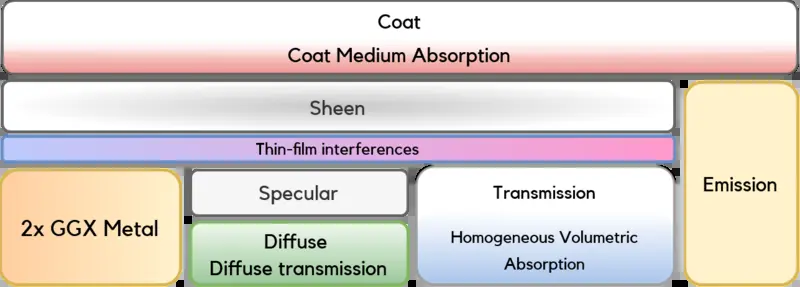 Coat
Coat Medium Absorption
Sheen
Thin-film interferences
2x GGX Metal
Specular
Diffuse
Diffuse transmission
Transmission
Homogeneous Volumetric
Absorption
Emission